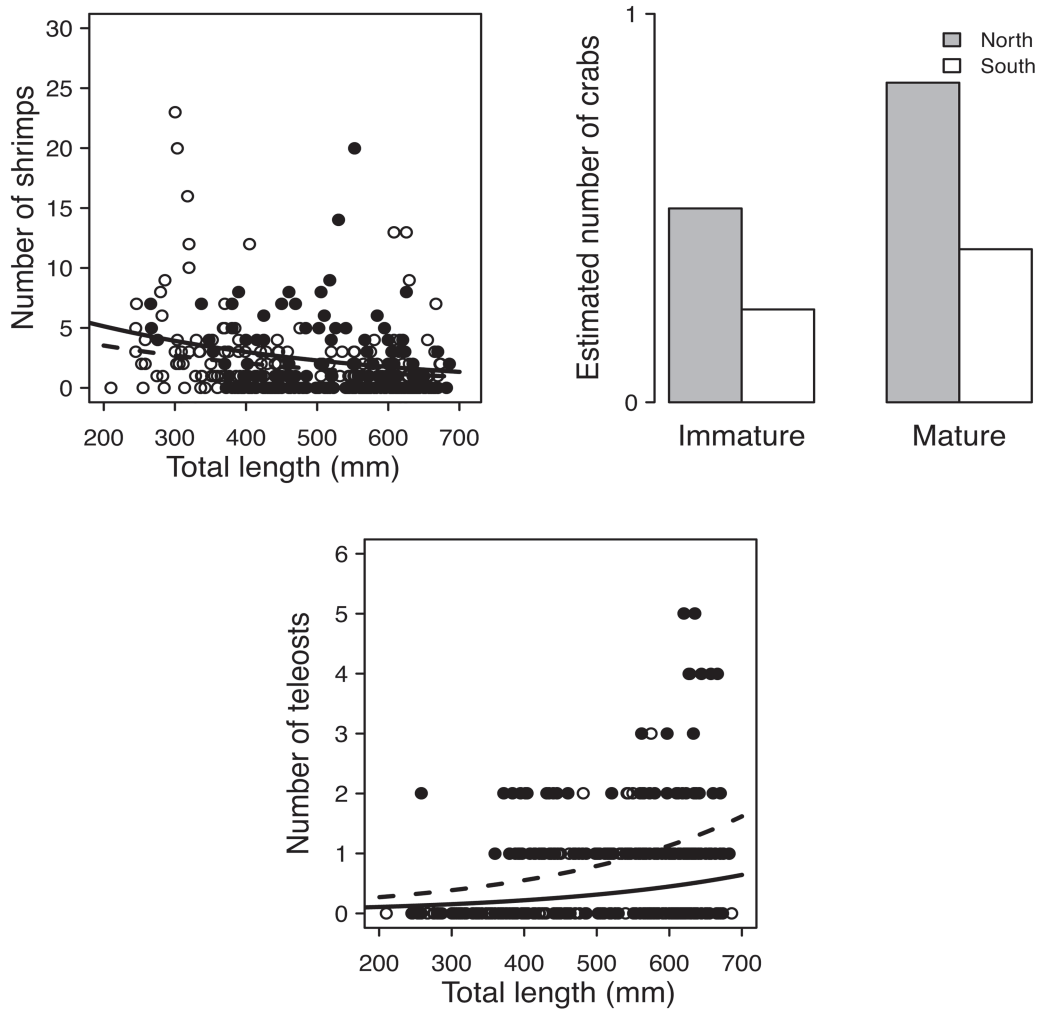 30
25
20
15
10
5
0
Number of shrimps
200 300 400 500 600 700
Total length (mm)
1
0
Estimated number of crabs
North
South
Immature Mature
6
5
4
3
2
1
0
Number of teleosts
200 300 400 500 600 700
Total length (mm)